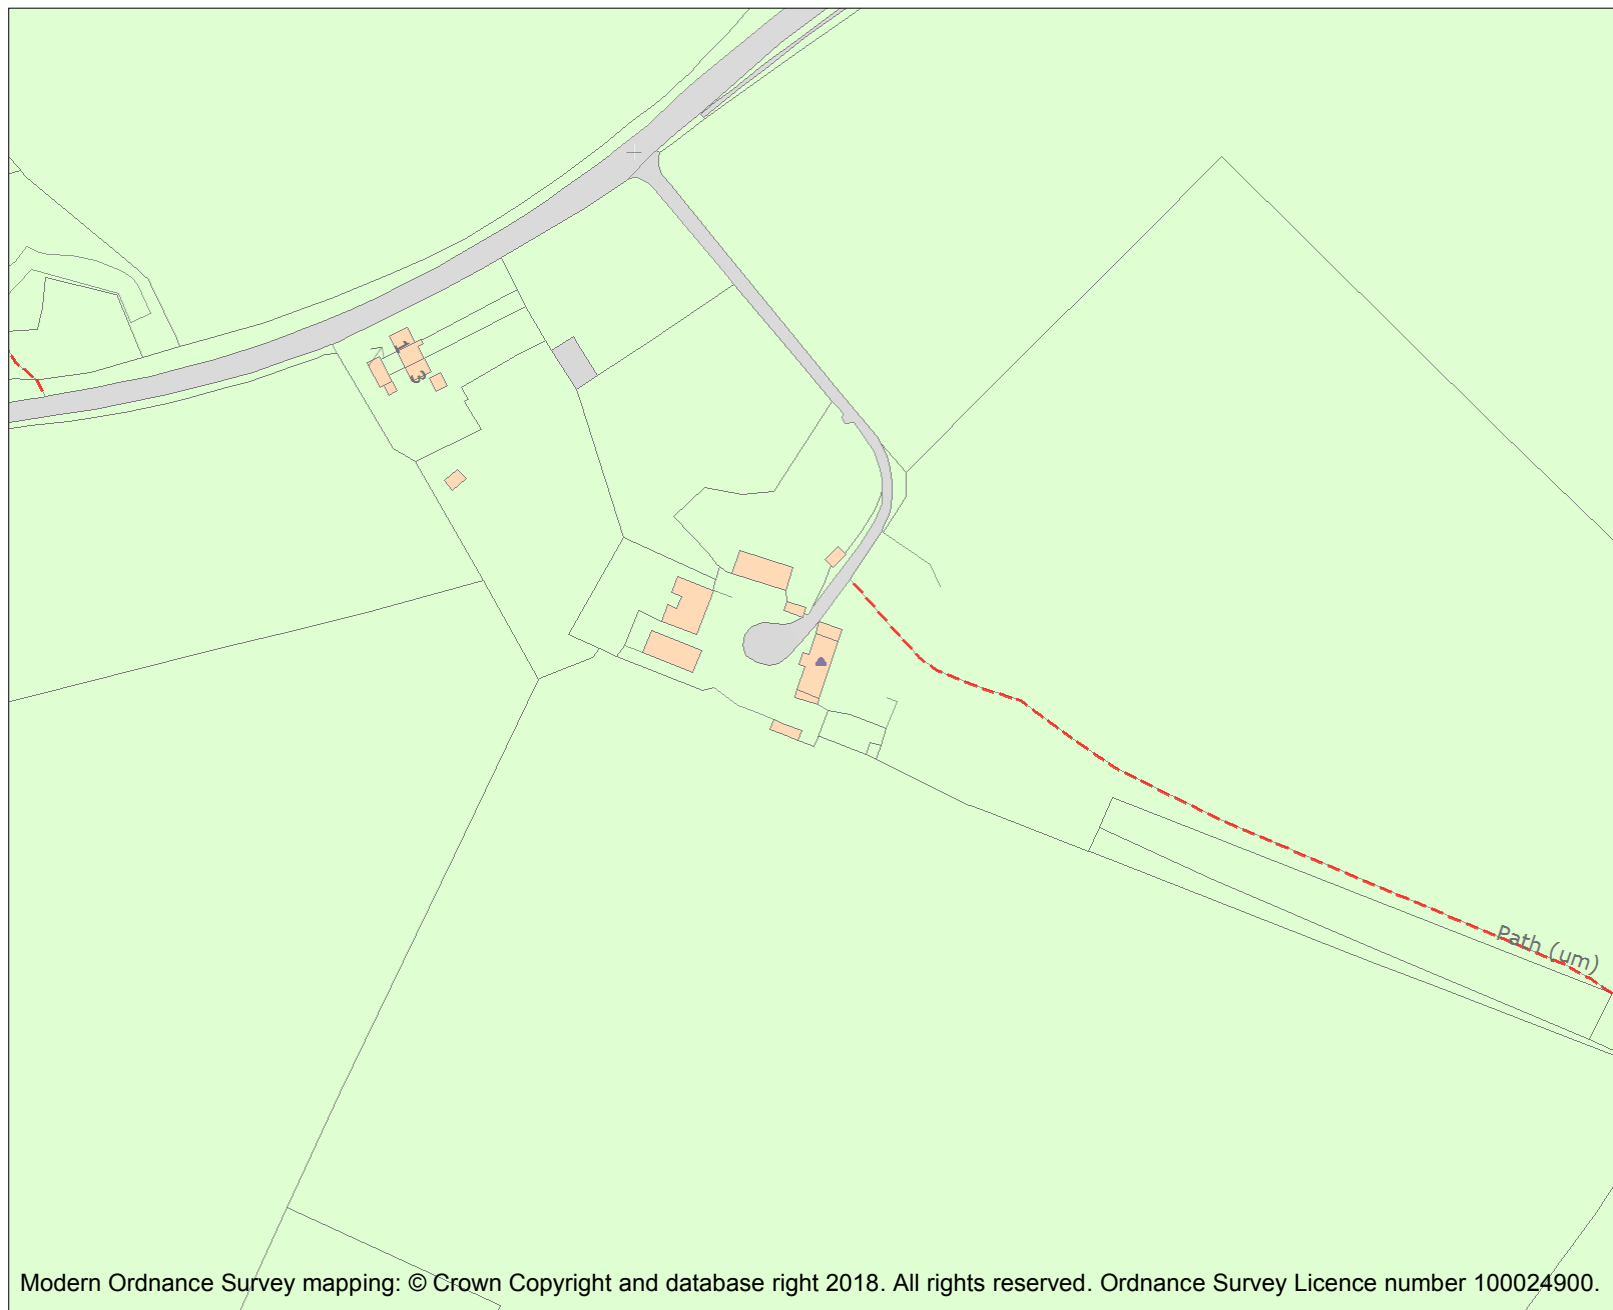 1
3
Path (um)
Modern Ordnance Survey mapping: © Crown Copyright and database right 2018. All rights reserved. Ordnance Survey Licence number 100024900.